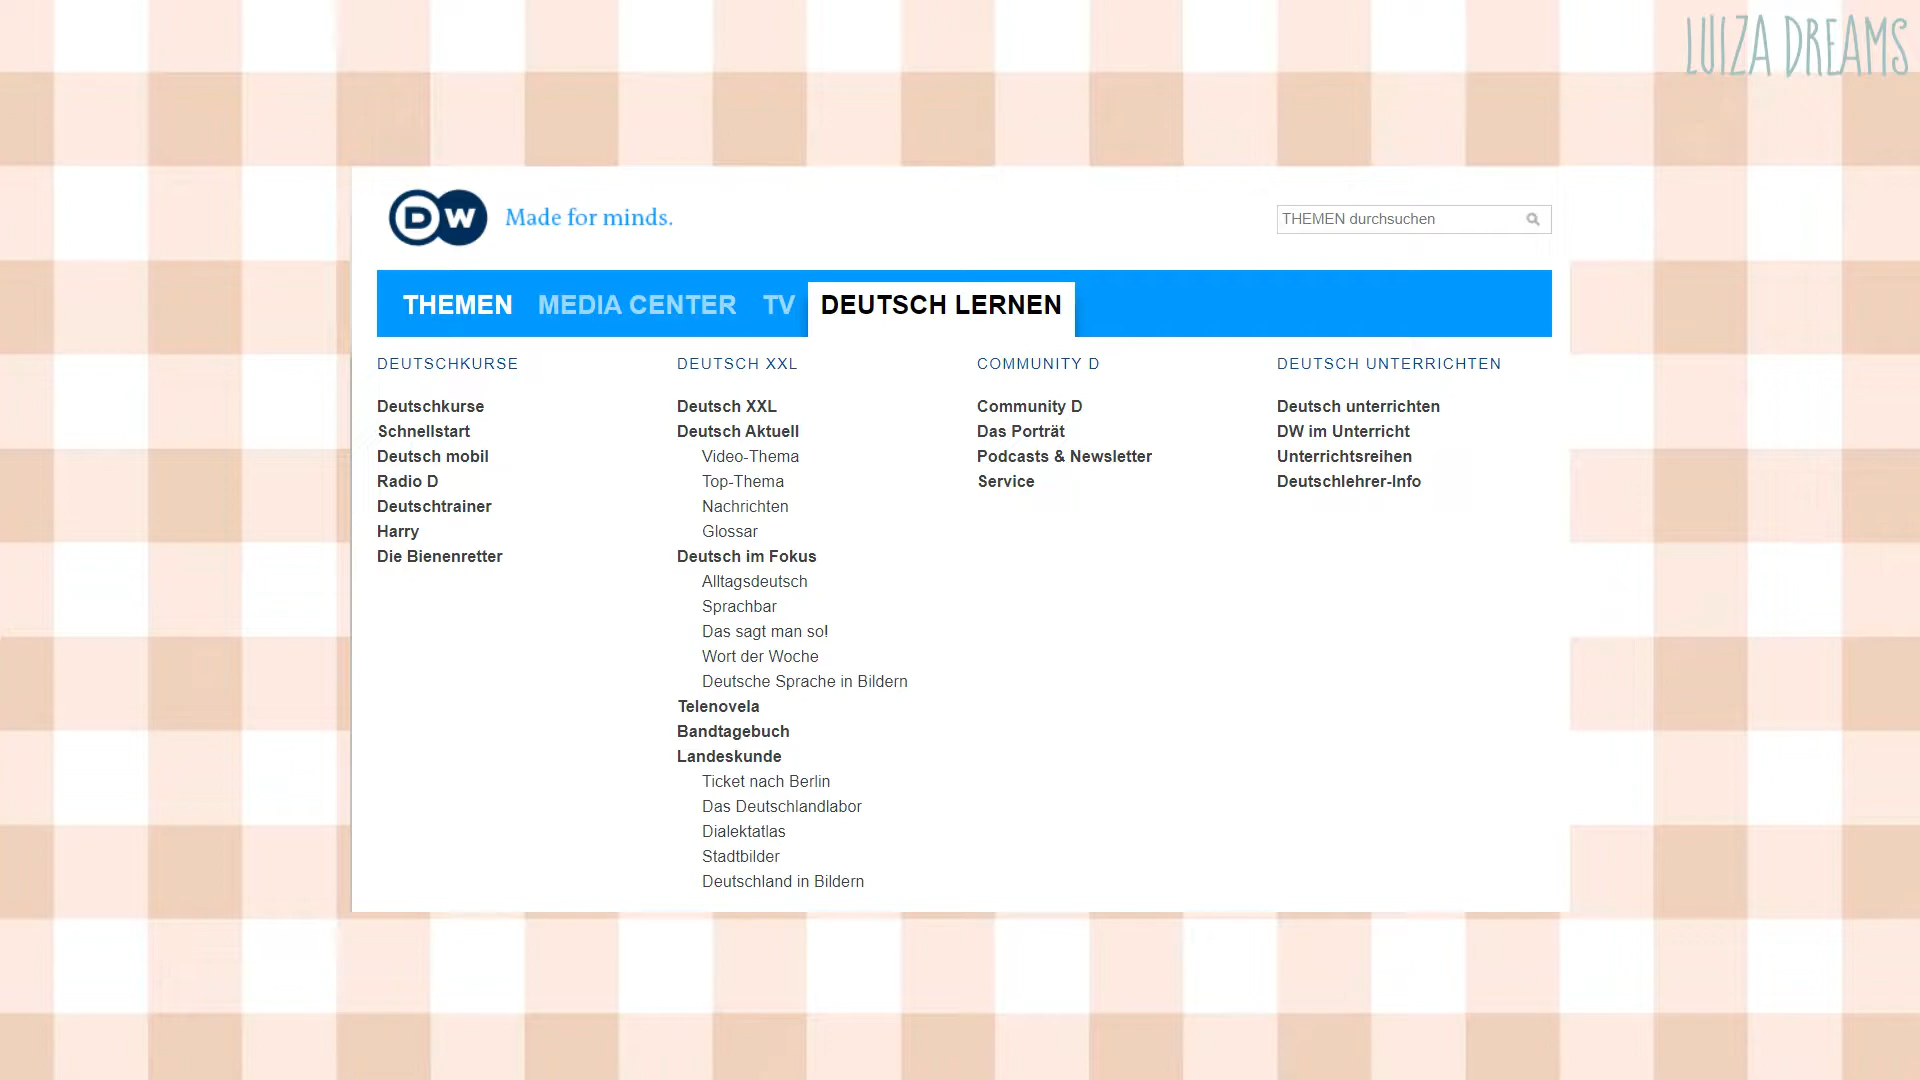 LUIZA DREAMS
DW Made for minds.
THEMEN durchsuchen
THEMEN MEDIA CENTER TV DEUTSCH LERNEN
DEUTSCHKURSE
Deutschkurse
Schnellstart
Deutsch mobil
Radio D
Deutschtrainer
Harry
Die Bienenretter
DEUTSCH XXL
Deutsch XXL
Deutsch Aktuell
Video-Thema
Top-Thema
Nachrichten
Glossar
Deutsch im Fokus
Alltagsdeutsch
Sprachbar
Das sagt man so!
Wort der Woche
Deutsche Sprache in Bildern
Telenovela
Bandtagebuch
Landeskunde
Ticket nach Berlin
Das Deutschlandlabor
Dialektatlas
Stadtbilder
Deutschland in Bildern
COMMUNITY D
Community D
Das Porträt
Podcasts & Newsletter
Service
DEUTSCH UNTERRICHTEN
Deutsch unterrichten
DW im Unterricht
Unterrichtsreihen
Deutschlehrer-Info